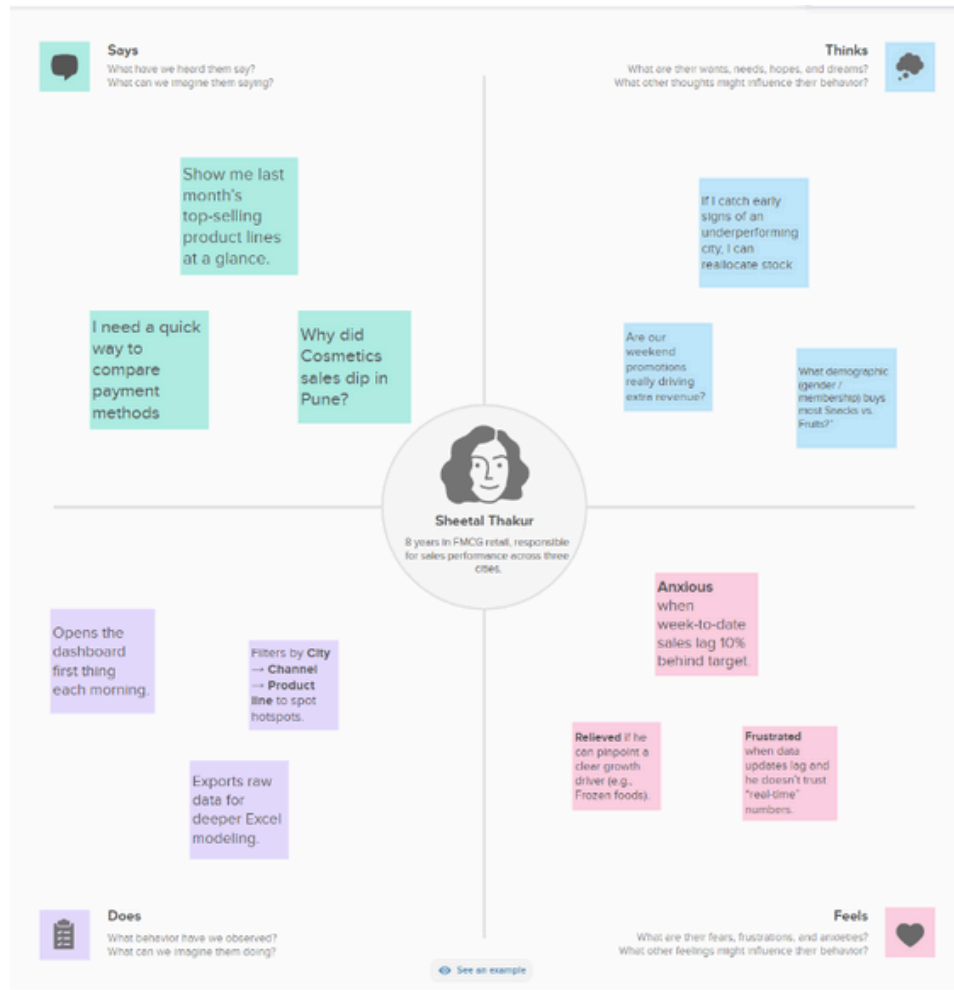 Says
What have we heard them say?
What can we imagine them saying?
Thinks
What are their wants, needs, hopes, and dreams?
What other thoughts might influence their behavior?
Show me last
month's
top-selling
product lines
at a glance.
I need a quick
way to
compare
payment
methods
Why did
Cosmetics
sales dip in
Pune?
If I catch early
signs of an
underperforming
city, I can
reallocate stock
Are our
weekend
promotions
really driving
extra revenue?
What demographic
(gender /
membership) buys
most Snacks vs.
Fruits?"
Sheetal Thakur
8 years in FMCG retail, responsible
for sales performance across three
cities.
Opens the
dashboard
first thing
each morning.
Filters by City
→ Channel
→ Product
line to spot
hotspots.
Exports raw
data for
deeper Excel
modeling.
Anxious
when
week-to-date
sales lag 10%
behind target.
Relieved if he
can pinpoint a
clear growth
driver (e.g.,
Frozen foods).
Frustrated
when data
updates lag and
he doesn't trust
"real-time"
numbers.
Does
What behavior have we observed?
What can we imagine them doing?
Feels
What are their fears, frustrations, and anxieties?
What other feelings might influence their behavior?
See an example